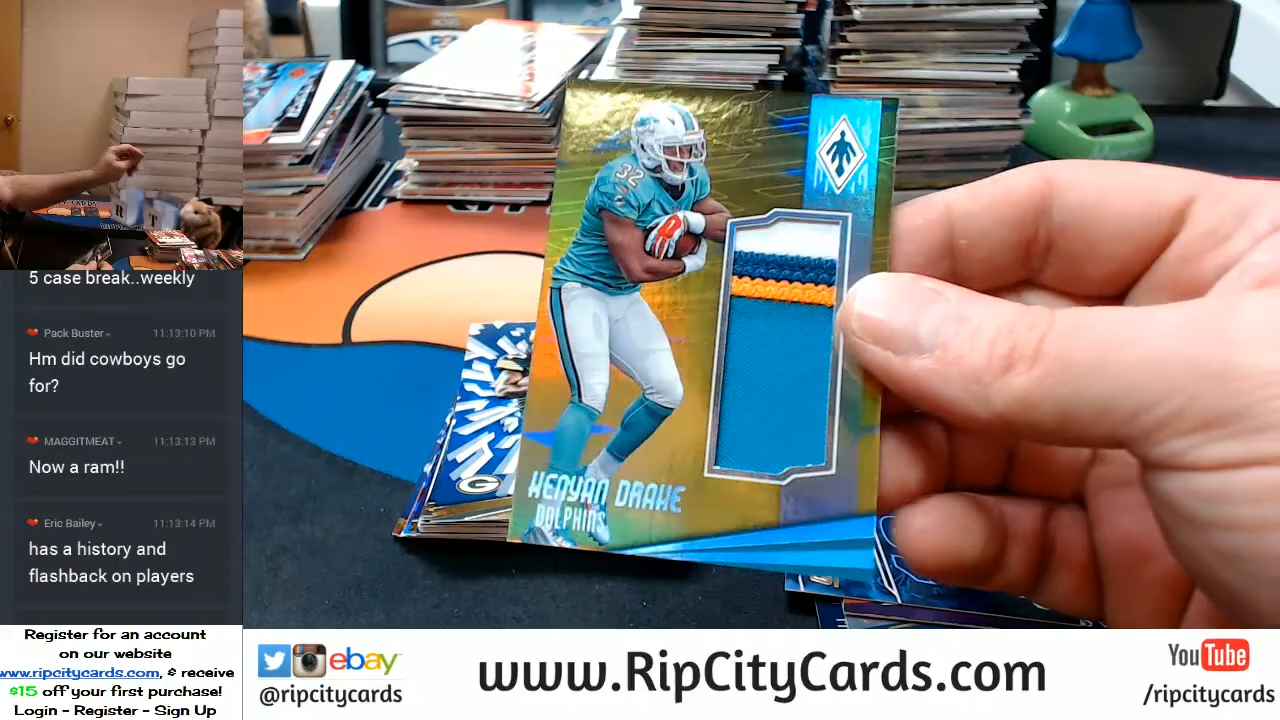 5 case break..weekly
Pack Buster
11:13:10 PM
Hm did cowboys go
for?
MAGGITMEAT
11:13:13 PM
Now a ram!!
Eric Bailey
11:13:14 PM
has a history and
flashback on players
Register for an account
on our website
www.ripcitycards.com, & receive
$15 off your first purchase!
Login - Register - Sign Up
32
KENYAN DRAKE
DOLPHINS
G
ebay
@ripcitycards
www.RipCityCards.com
YouTube
/ripcitycards